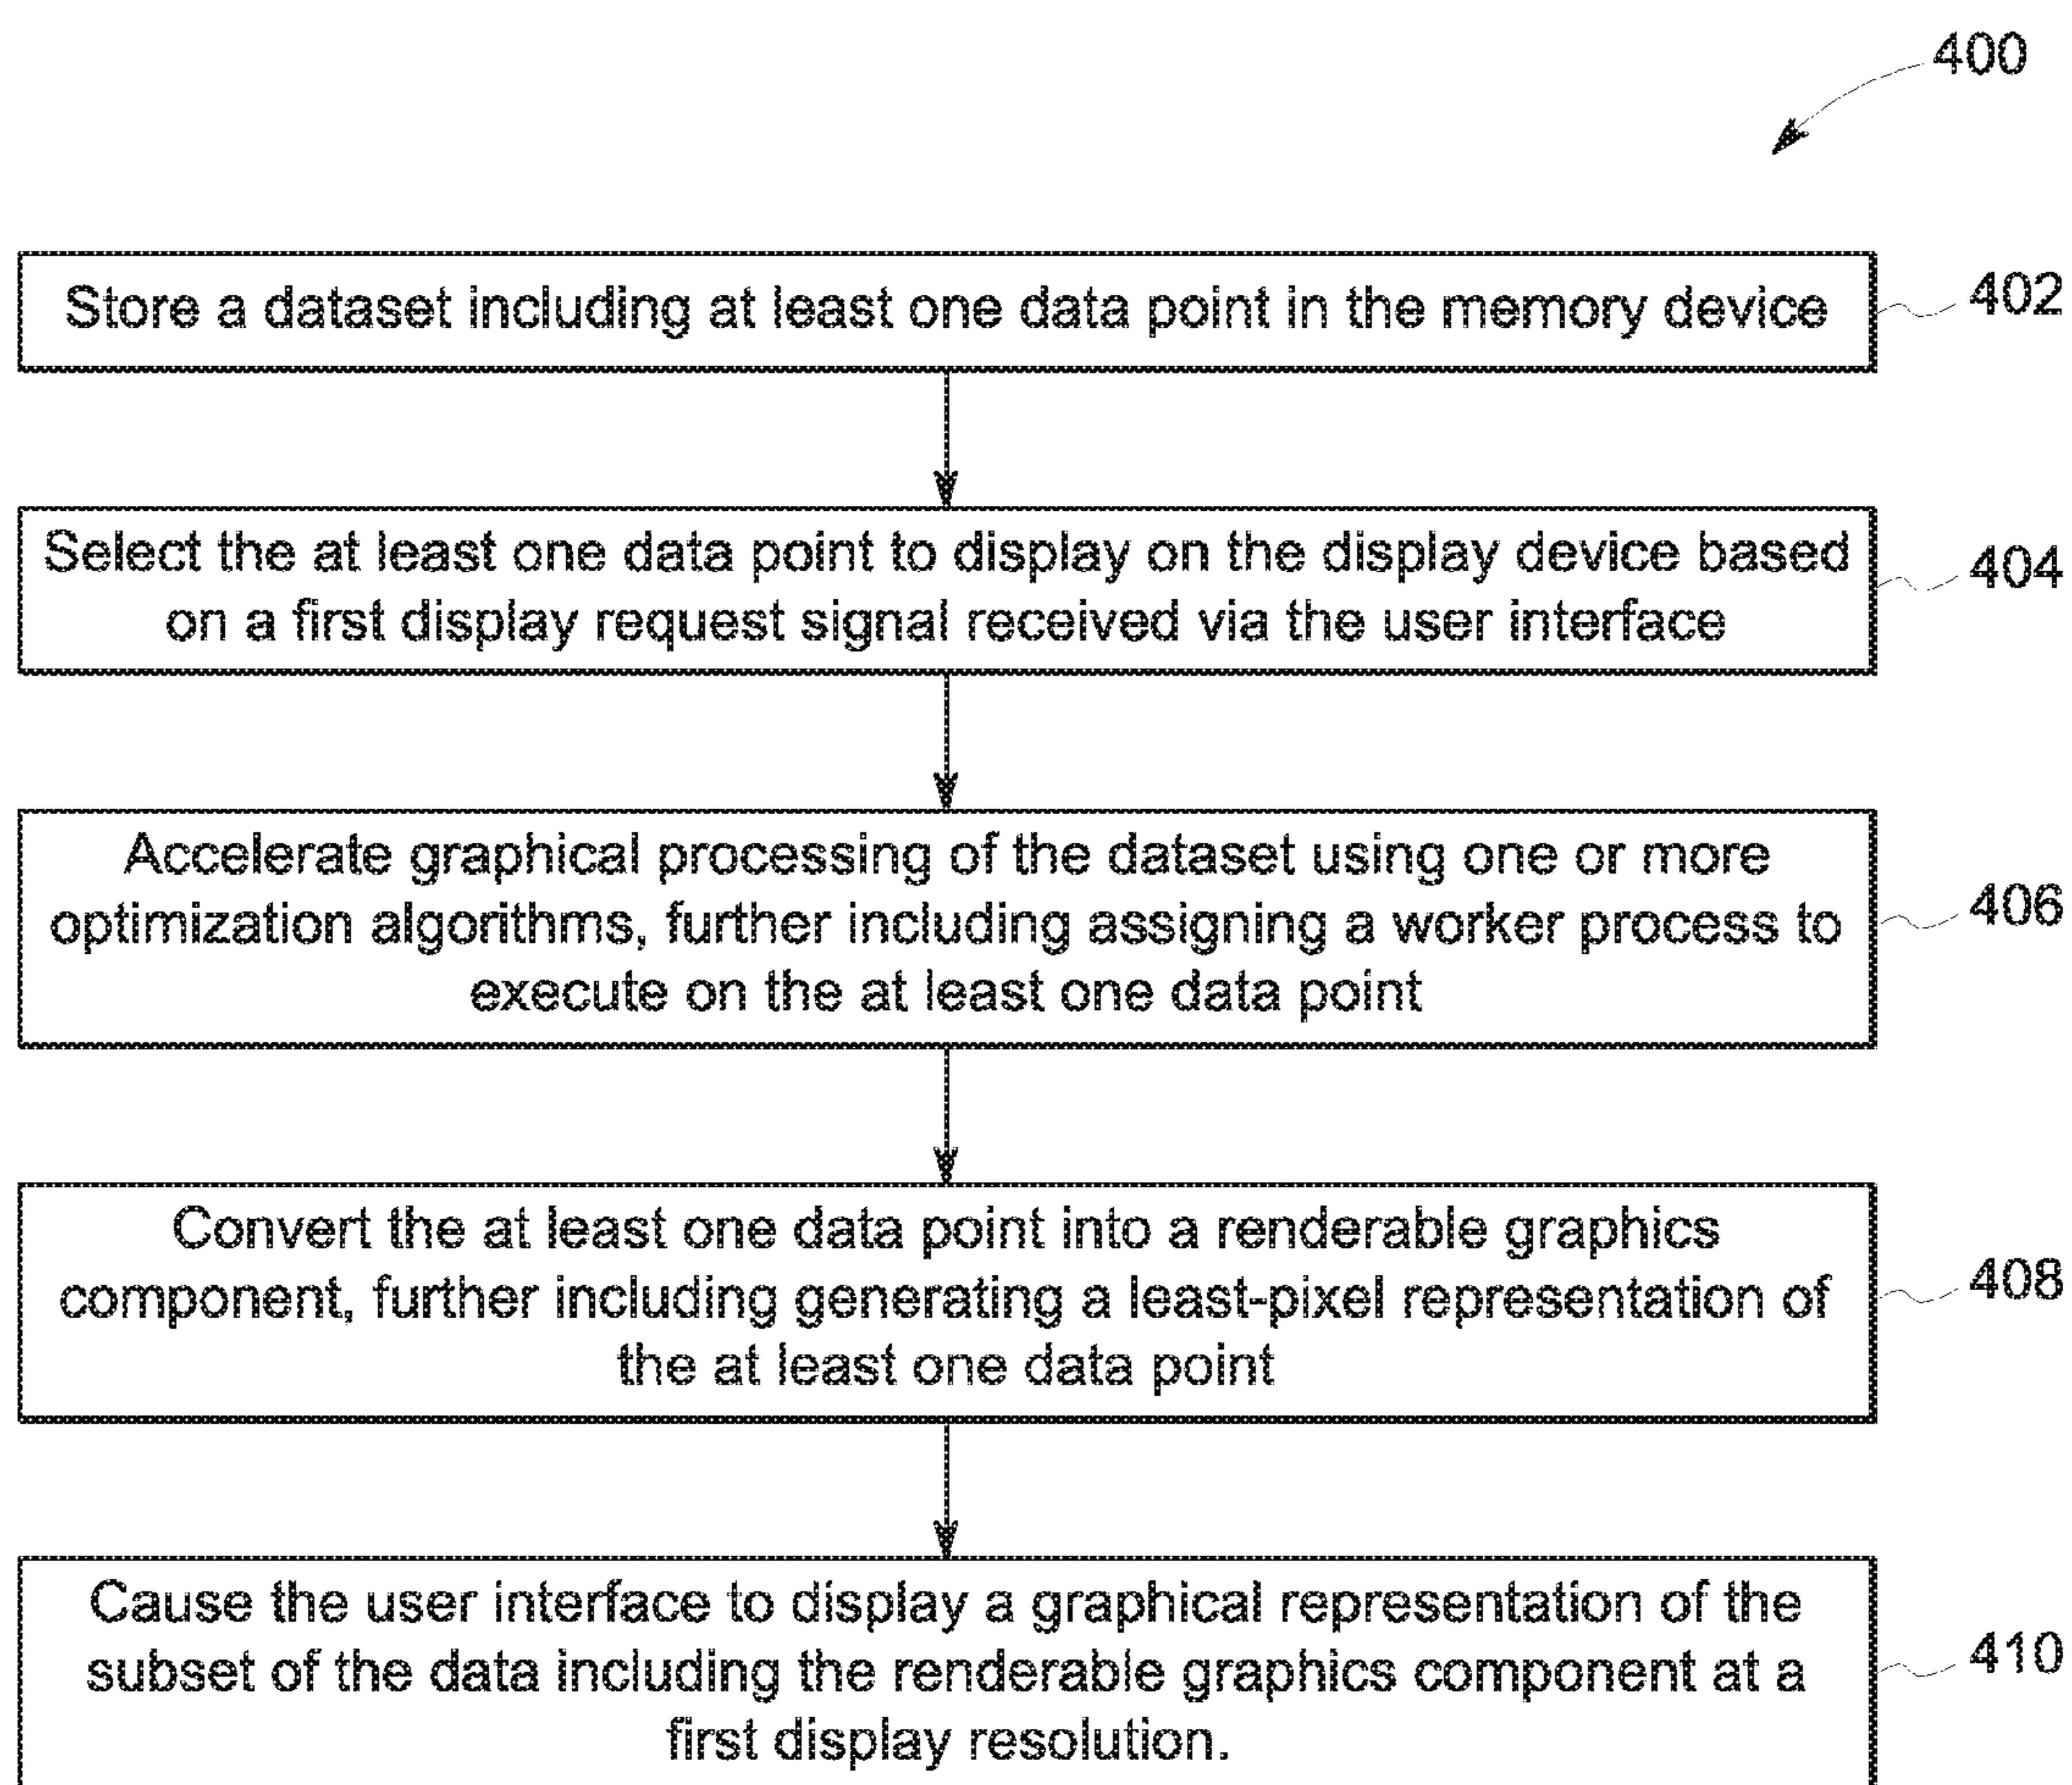 400
Store a dataset including at least one data point in the memory device
402
Select the at least one data point to display on the display device based
on a first display request signal received via the user interface
404
Accelerate graphical processing of the dataset using one or more
optimization algorithms, further including assigning a worker process to
execute on the at least one data point
406
Convert the at least one data point into a renderable graphics
component, further including generating a least-pixel representation of
the at least one data point
408
Cause the user interface to display a graphical representation of the
subset of the data including the renderable graphics component at a
first display resolution.
410